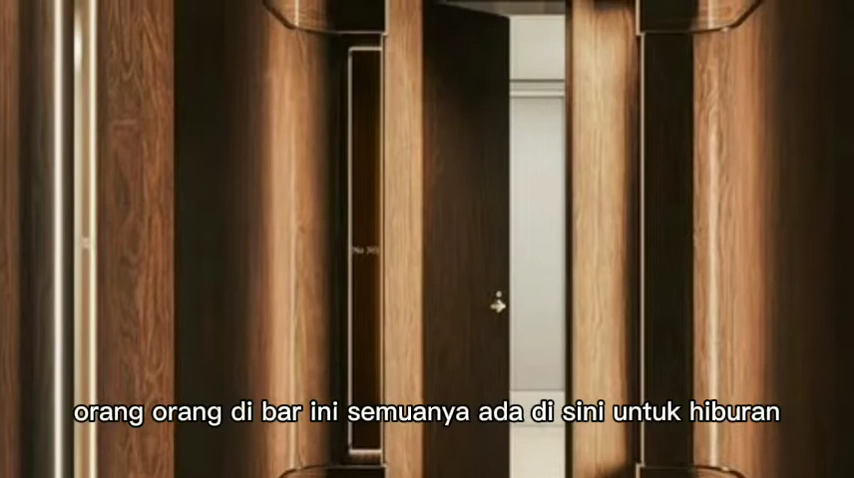 orang orang di bar ini semuanya ada di sini untuk hiburan